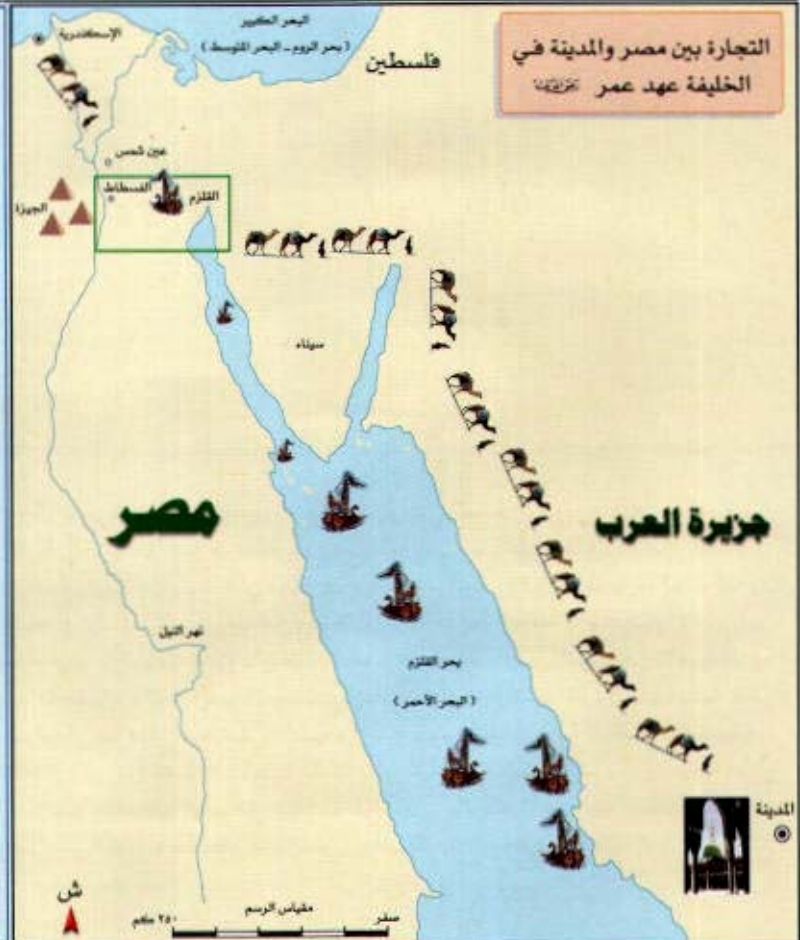 التجارة بين مصر والمدينة في
الخليفة عهد عمر
البحر الكبير
(بحر الروم - البحر المتوسط)
الإسكندرية
فلسطين
عين شمس
الفسطاط
القلزم
الجيزة
سيناء
مصر
جزيرة العرب
نهر النيل
بحر القلزم
(البحر الأحمر)
المدينة
ش
مقياس الرسم
صفر
٢٥٠ كم